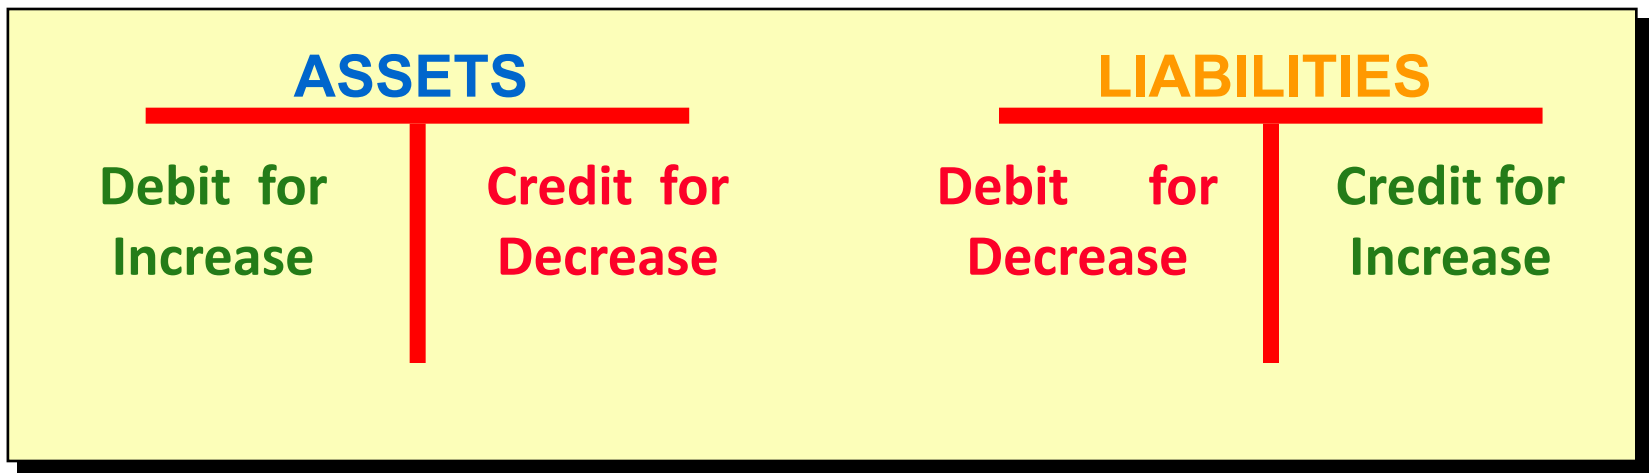 ASSETS
Debit for
Increase
Credit for
Decrease
LIABILITIES
Debit for
Decrease
Credit for
Increase